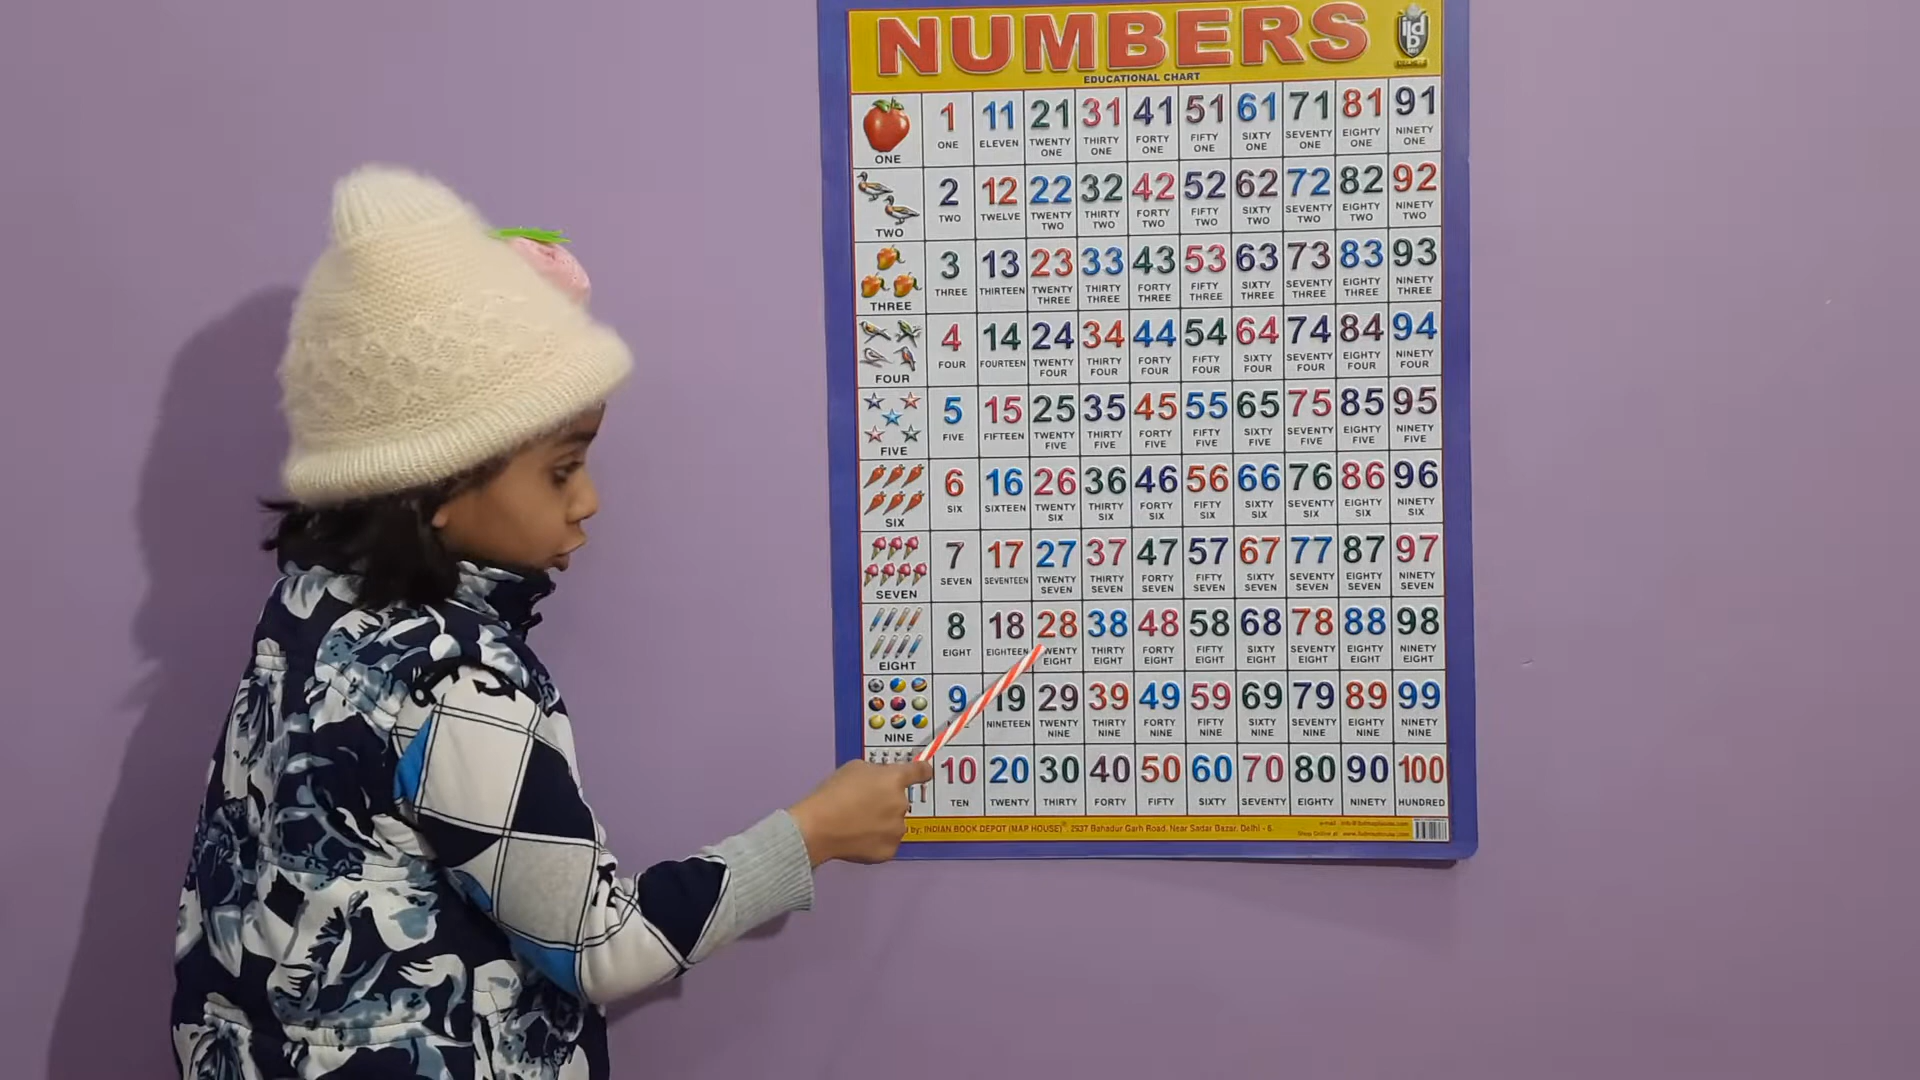 NUMBERS
EDUCATIONAL CHART
ONE 1 11 21 31 41 51 61 71 81 91
ONE ELEVEN TWENTY ONE THIRTY ONE FORTY ONE FIFTY ONE SIXTY ONE SEVENTY ONE EIGHTY ONE NINETY ONE
TWO 2 12 22 32 42 52 62 72 82 92
TWO TWELVE TWENTY TWO THIRTY TWO FORTY TWO FIFTY TWO SIXTY TWO SEVENTY TWO EIGHTY TWO NINETY TWO
THREE 3 13 23 33 43 53 63 73 83 93
THREE THIRTEEN TWENTY THREE THIRTY THREE FORTY THREE FIFTY THREE SIXTY THREE SEVENTY THREE EIGHTY THREE NINETY THREE
FOUR 4 14 24 34 44 54 64 74 84 94
FOUR FOURTEEN TWENTY FOUR THIRTY FOUR FORTY FOUR FIFTY FOUR SIXTY FOUR SEVENTY FOUR EIGHTY FOUR NINETY FOUR
FIVE 5 15 25 35 45 55 65 75 85 95
FIVE FIFTEEN TWENTY FIVE THIRTY FIVE FORTY FIVE FIFTY FIVE SIXTY FIVE SEVENTY FIVE EIGHTY FIVE NINETY FIVE
SIX 6 16 26 36 46 56 66 76 86 96
SIX SIXTEEN TWENTY SIX THIRTY SIX FORTY SIX FIFTY SIX SIXTY SIX SEVENTY SIX EIGHTY SIX NINETY SIX
SEVEN 7 17 27 37 47 57 67 77 87 97
SEVEN SEVENTEEN TWENTY SEVEN THIRTY SEVEN FORTY SEVEN FIFTY SEVEN SIXTY SEVEN SEVENTY SEVEN EIGHTY SEVEN NINETY SEVEN
EIGHT 8 18 28 38 48 58 68 78 88 98
EIGHT EIGHTEEN WENTY EIGHT THIRTY EIGHT FORTY EIGHT FIFTY EIGHT SIXTY EIGHT SEVENTY EIGHT EIGHTY EIGHT NINETY EIGHT
NINE 9 19 29 39 49 59 69 79 89 99
NINETEEN TWENTY NINE THIRTY NINE FORTY NINE FIFTY NINE SIXTY NINE SEVENTY NINE EIGHTY NINE NINETY NINE
10 20 30 40 50 60 70 80 90 100
TEN TWENTY THIRTY FORTY FIFTY SIXTY SEVENTY EIGHTY NINETY HUNDRED
by: INDIAN BOOK DEPOT (MAP HOUSE)®, 2937 Bahadur Garh Road, Near Sadar Bazar, Delhi - 6.